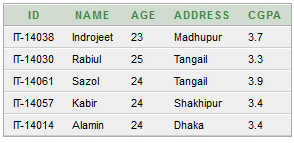 ID NAME AGE ADDRESS CGPA
IT-14038 Indrojeet 23 Madhupur 3.7
IT-14030 Rabiul 25 Tangail 3.3
IT-14061 Sazol 24 Tangail 3.9
IT-14057 Kabir 24 Shakhipur 3.4
IT-14014 Alamin 24 Dhaka 3.4